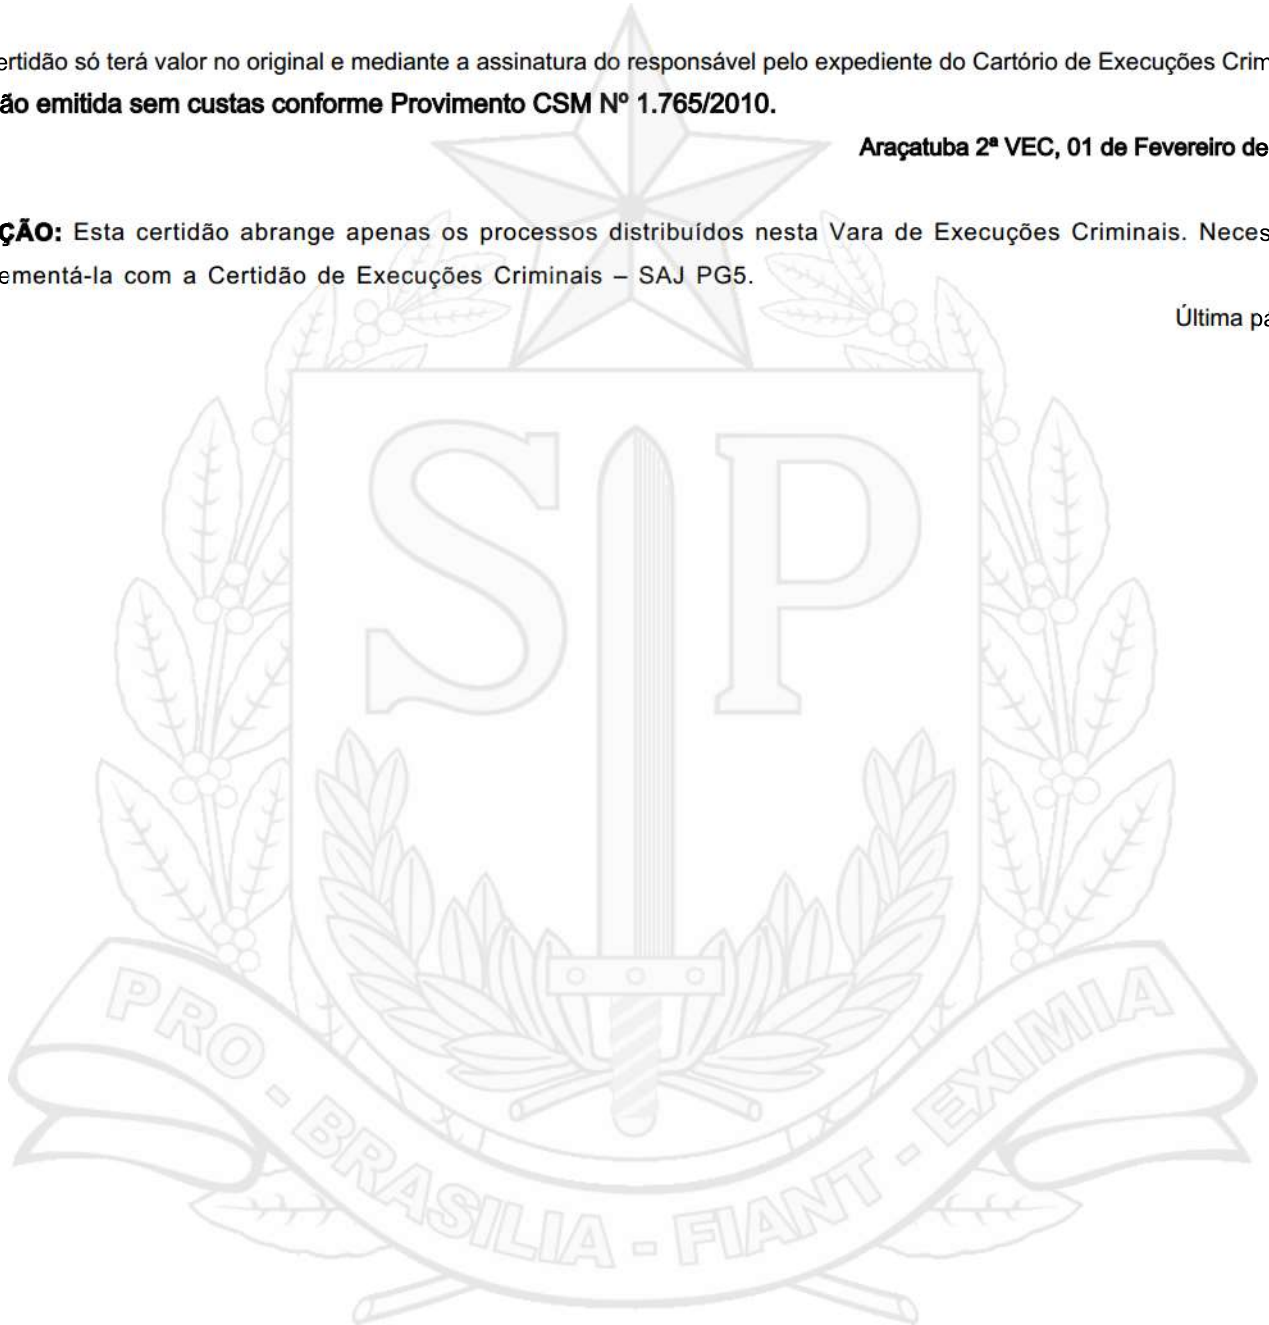 ertidão só terá valor no original e mediante a assinatura do responsável pelo expediente do Cartório de Execuções Crim
ão emitida sem custas conforme Provimento CSM Nº 1.765/2010.
Araçatuba 2ª VEC, 01 de Fevereiro de
ÇÃO: Esta certidão abrange apenas os processos distribuídos nesta Vara de Execuções Criminais. Neces
ementá-la com a Certidão de Execuções Criminais – SAJ PG5.
Última pá
S P
PRO - BRASILIA - FIANT - EXIMIA